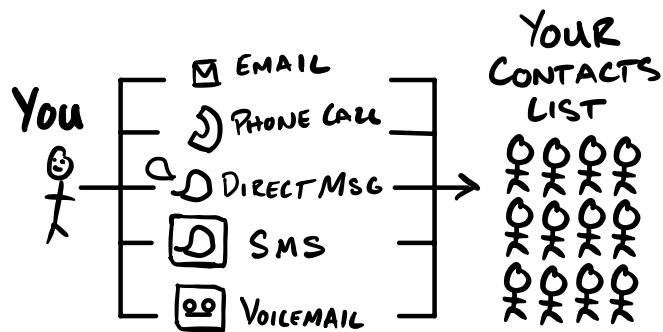 You
EMAIL
PHONE CALL
DIRECT MSG
SMS
VOICEMAIL
YOUR
CONTACTS
LIST